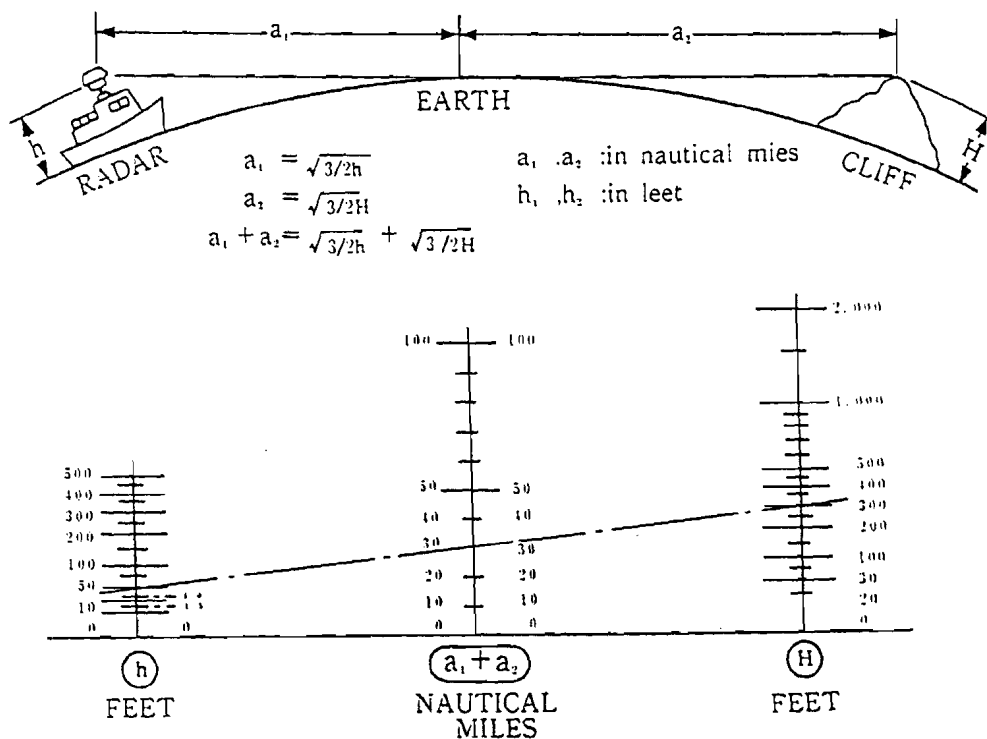 a₁ a₂
EARTH
h RADAR CLIFF H
a₁ = √3/2h a₁ .a₂ :in nautical mies
a₂ = √3/2H h₁ ,h₂ :in leet
a₁ + a₂= √3/2h + √3/2H
2.000
100 100
1.000
500 500
50 50 400
400 40 40 300
300 200
200 30 30
100 100
50 20 20 50
10 10 10 20
0 0 0 0 0
h a₁ + a₂ H
FEET NAUTICAL FEET
MILES